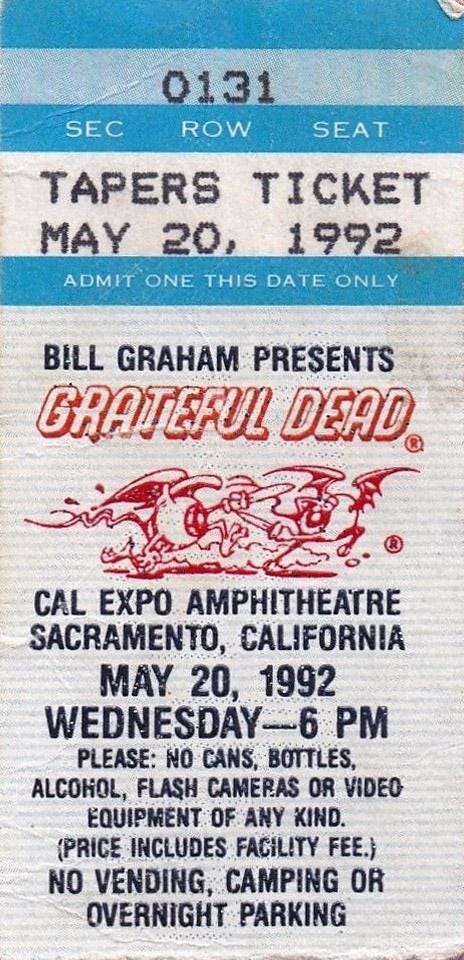 0131
SEC ROW SEAT
TAPERS TICKET
MAY 20, 1992
ADMIT ONE THIS DATE ONLY
BILL GRAHAM PRESENTS
GRATEFUL DEAD®
®
CAL EXPO AMPHITHEATRE
SACRAMENTO, CALIFORNIA
MAY 20, 1992
WEDNESDAY—6 PM
PLEASE: NO CANS, BOTTLES,
ALCOHOL, FLASH CAMERAS OR VIDEO
EQUIPMENT OF ANY KIND.
(PRICE INCLUDES FACILITY FEE.)
NO VENDING, CAMPING OR
OVERNIGHT PARKING